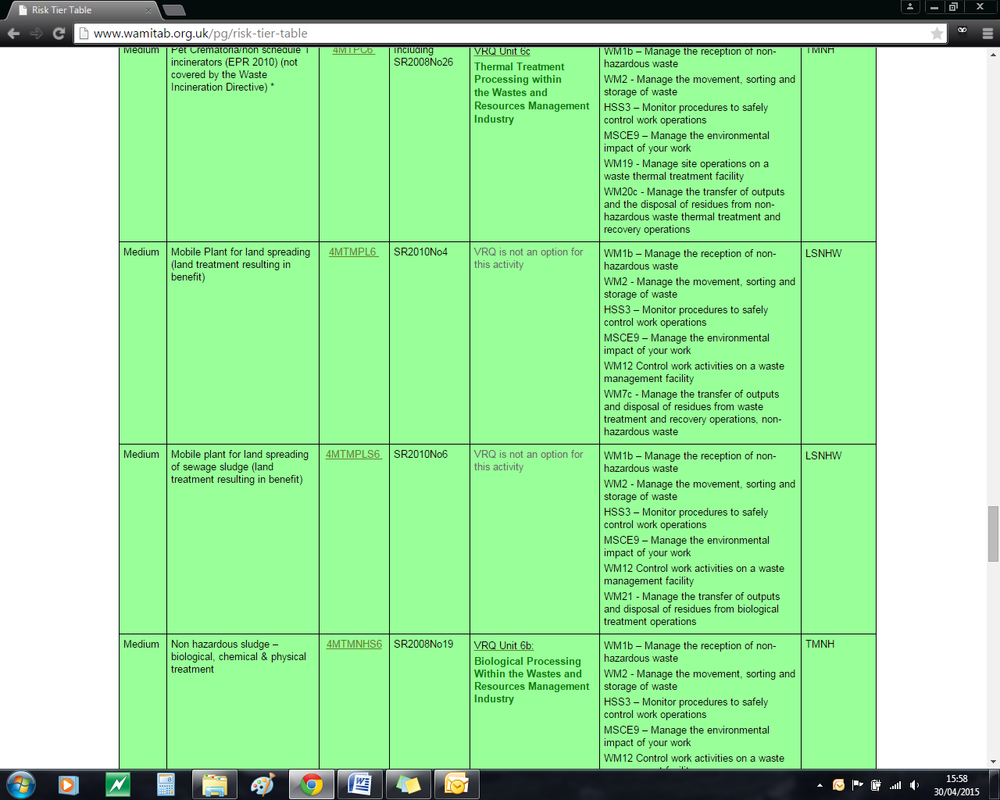 Risk Tier Table
www.wamitab.org.uk/pg/risk-tier-table
Medium
Pet Crematoria/non schedule 1
incinerators (EPR 2010) (not
covered by the Waste
Incineration Directive) *
4MTPC6
Including
SR2008No26
VRQ Unit 6c
Thermal Treatment
Processing within
the Wastes and
Resources Management
Industry
WM1b – Manage the reception of non-
hazardous waste
WM2 - Manage the movement, sorting and
storage of waste
HSS3 – Monitor procedures to safely
control work operations
MSCE9 – Manage the environmental
impact of your work
WM19 - Manage site operations on a
waste thermal treatment facility
WM20c - Manage the transfer of outputs
and the disposal of residues from non-
hazardous waste thermal treatment and
recovery operations
TMNH
Medium
Mobile Plant for land spreading
(land treatment resulting in
benefit)
4MTMPL6
SR2010No4
VRQ is not an option for
this activity
WM1b – Manage the reception of non-
hazardous waste
WM2 - Manage the movement, sorting and
storage of waste
HSS3 – Monitor procedures to safely
control work operations
MSCE9 – Manage the environmental
impact of your work
WM12 Control work activities on a waste
management facility
WM7c - Manage the transfer of outputs
and disposal of residues from waste
treatment and recovery operations, non-
hazardous waste
LSNHW
Medium
Mobile plant for land spreading
of sewage sludge (land
treatment resulting in benefit)
4MTMPLS6
SR2010No6
VRQ is not an option for
this activity
WM1b – Manage the reception of non-
hazardous waste
WM2 - Manage the movement, sorting and
storage of waste
HSS3 – Monitor procedures to safely
control work operations
MSCE9 – Manage the environmental
impact of your work
WM12 Control work activities on a waste
management facility
WM21 - Manage the transfer of outputs
and disposal of residues from biological
treatment operations
LSNHW
Medium
Non hazardous sludge –
biological, chemical & physical
treatment
4MTMNHS6
SR2008No19
VRQ Unit 6b:
Biological Processing
Within the Wastes and
Resources Management
Industry
WM1b – Manage the reception of non-
hazardous waste
WM2 - Manage the movement, sorting and
storage of waste
HSS3 – Monitor procedures to safely
control work operations
MSCE9 – Manage the environmental
impact of your work
WM12 Control work activities on a waste
TMNH
15:58
30/04/2015